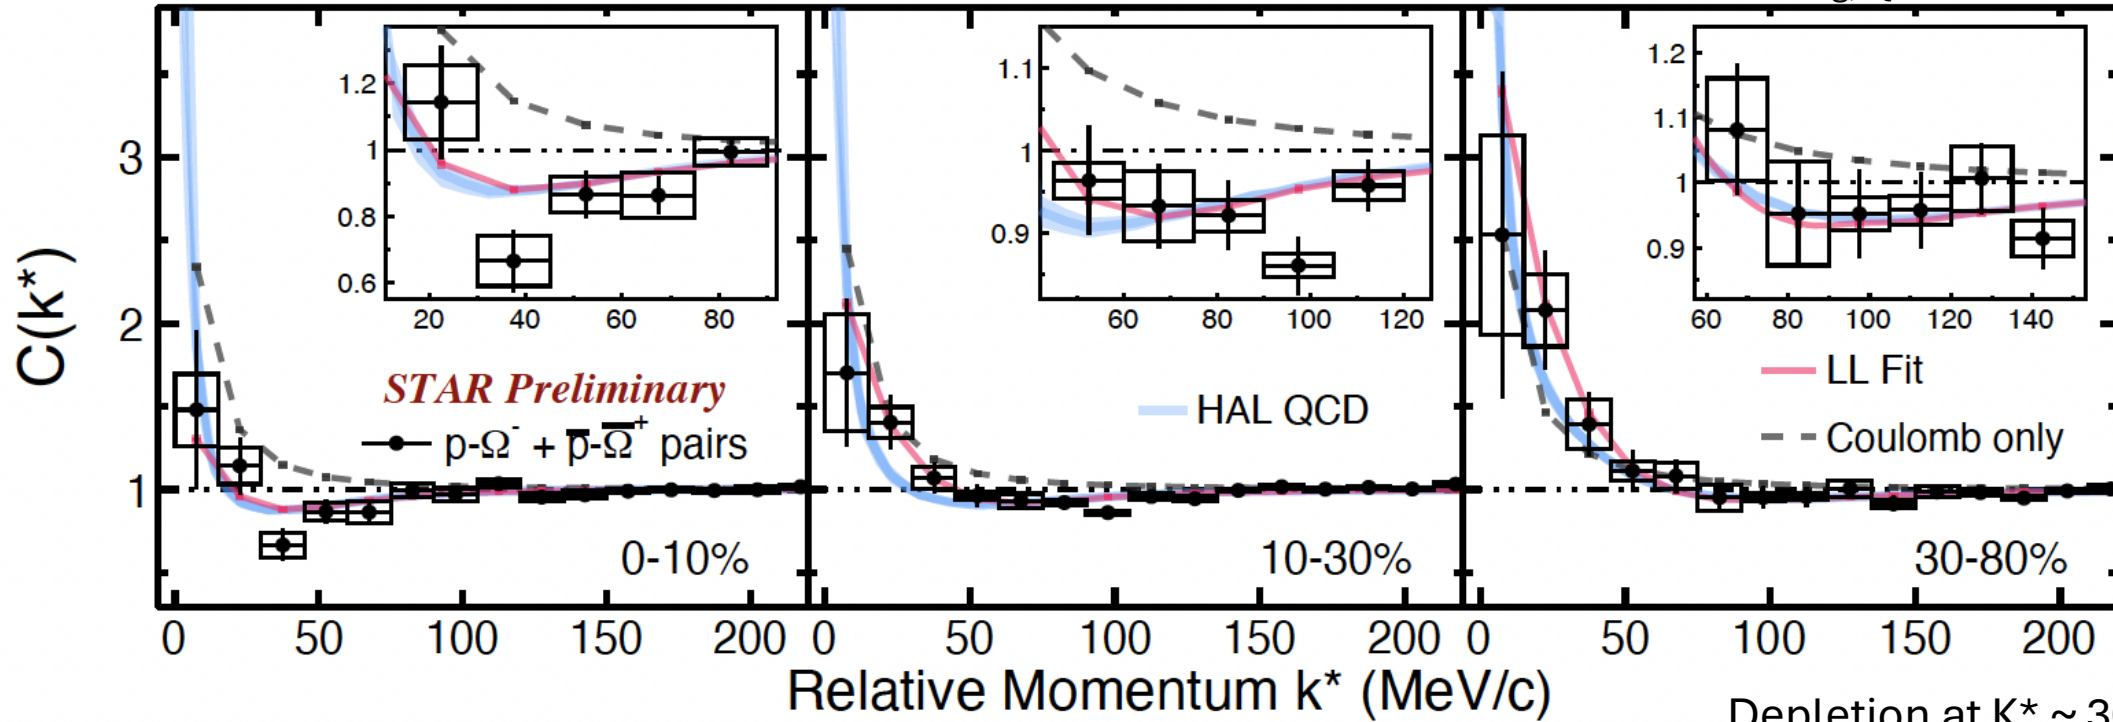 C(k*)
3
2
1
1.2
1
0.8
0.6
20 40 60 80
1.1
1
0.9
60 80 100 120
1.2
1.1
1
0.9
60 80 100 120 140
STAR Preliminary
p-Ω⁻ + p̅-Ω̅⁺ pairs
HAL QCD
LL Fit
Coulomb only
0-10%
10-30%
30-80%
0 50 100 150 200 0 50 100 150 200 0 50 100 150 200
Relative Momentum k* (MeV/c)
Depletion at K* ~